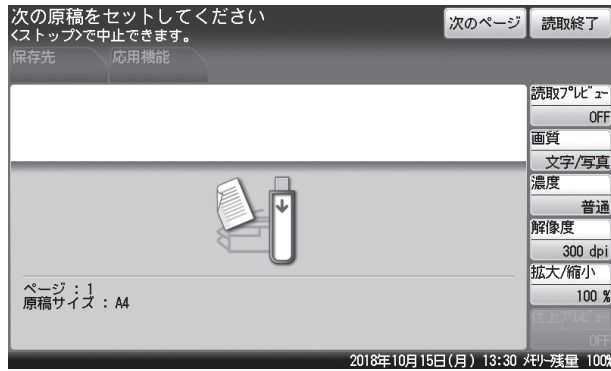 次の原稿をセットしてください
<ストップ>で中止できます。
次のページ
読取終了
保存先
応用機能
読取プレビュー
OFF
画質
文字/写真
濃度
普通
解像度
300 dpi
拡大/縮小
100 %
仕上プレビュー
OFF
ページ : 1
原稿サイズ : A4
2018年10月15日(月) 13:30 メモリー残量 100%